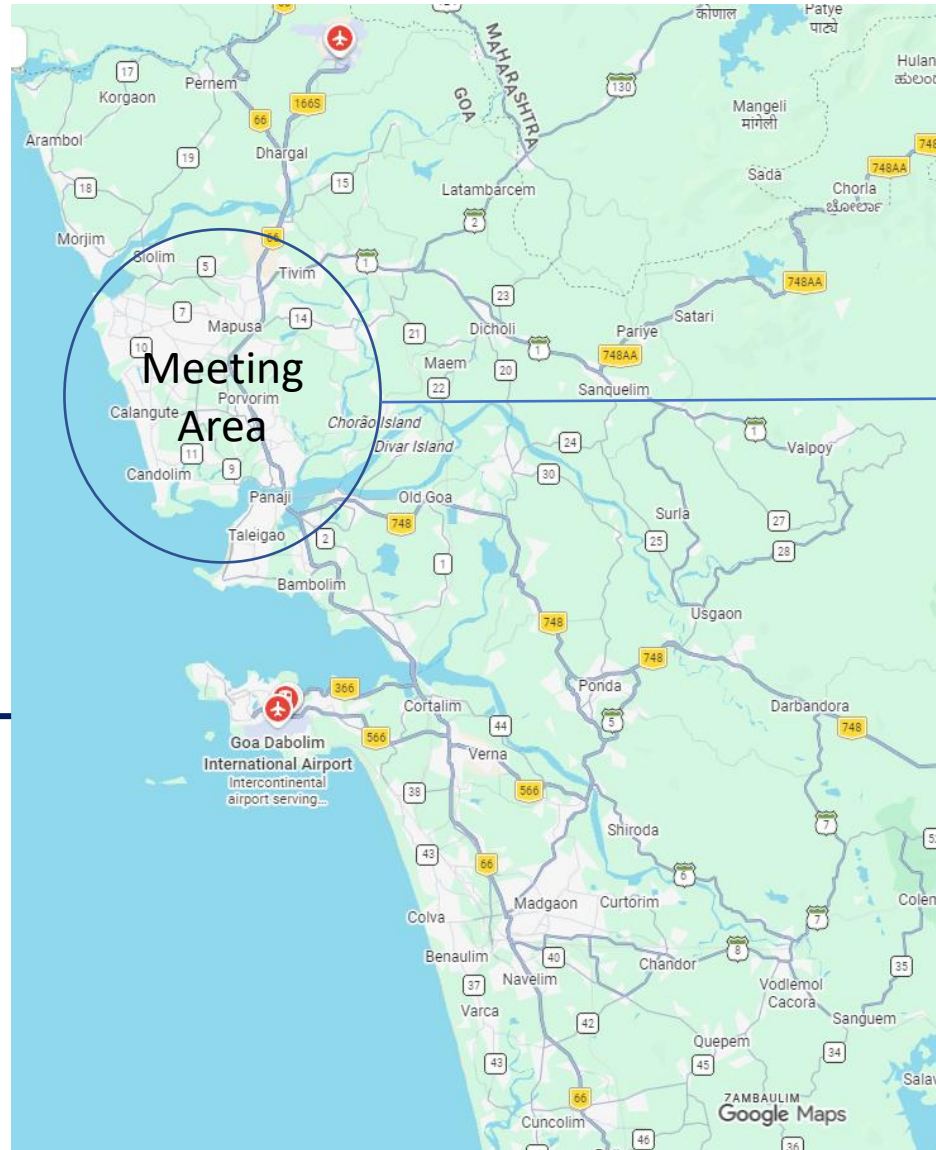 कोणाल
Patye
पाट्ये
MAHARASHTRA
GOA
130
17
Korgaon
Pernem
166S
66
Mangeli
मांगेली
Arambol
19
Dhargal
15
18
Latambarcem
Sada
748AA
Chorla
ಚೋರ್ಲಾ
2
Morjim
Siolim
66
5
Tivim
1
748AA
7
Mapusa
14
23
Satari
10
21
Dicholi
Pariye
Meeting
Area
Maem
20
1
748AA
Calangute
Porvorim
22
Sanquelim
Chorão Island
Divar Island
24
1
Valpoy
11
9
Candolim
30
Panaji
Old Goa
748
Surla
27
Taleigao
2
25
28
1
Bambolim
Usgaon
748
748
366
Cortalim
Ponda
Darbandora
748
Goa Dabolim
International Airport
Intercontinental
airport serving...
566
44
5
Verna
38
566
7
Shiroda
43
66
6
Madgaon
Curtorim
Colva
7
Benaulim
40
Chandor
8
35
Navelim
37
Vodlemol
Cacora
Varca
42
Sanguem
Quepem
34
43
45
66
ZAMBAULIM
Google Maps
Cuncolim
46
36